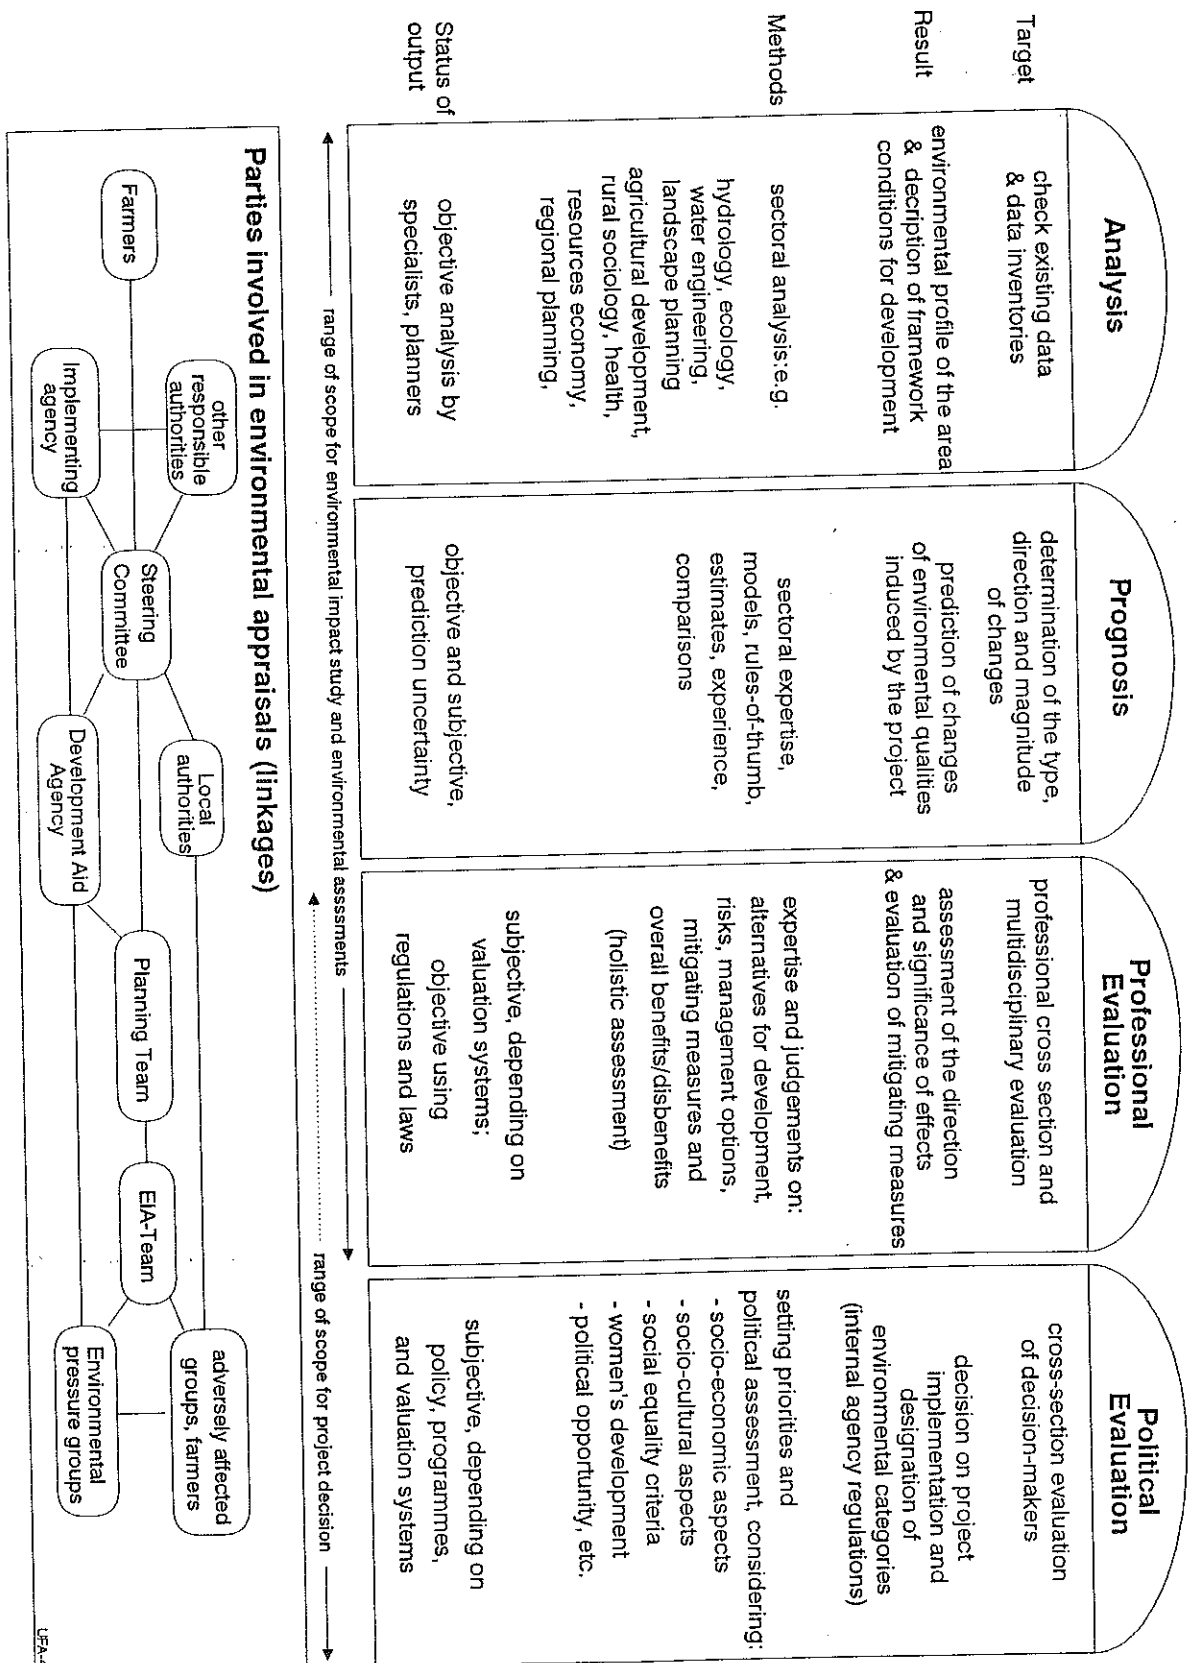 Analysis
Prognosis
Professional
Evaluation
Political
Evaluation
Target
check existing data
& data inventories
determination of the type,
direction and magnitude
of changes
professional cross section and
multidisciplinary evaluation
cross-section evaluation
of decision-makers
Result
environmental profile of the area
& decription of framework
conditions for development
prediction of changes
of environmental qualities
induced by the project
assessment of the direction
and significance of effects
& evaluation of mitigating measures
decision on project
implementation and
designation of
environmental categories
(internal agency regulations)
Methods
sectoral analysis;e.g.
hydrology, ecology,
water engineering,
landscape planning
agricultural development,
rural sociology, health,
resources economy,
regional planning,
sectoral expertise,
models, rules-of-thumb,
estimates, experience,
comparisons
expertise and judgements on:
alternatives for development,
risks, management options,
mitigating measures and
overall benefits/disbenefits
(holistic assessment)
setting priorities and
political assessment, considering:
- socio-economic aspects
- socio-cultural aspects
- social equality criteria
- women's development
- political opportunity, etc.
Status of
output
objective analysis by
specialists, planners
objective and subjective,
prediction uncertainty
subjective, depending on
valuation systems;
objective using
regulations and laws
subjective, depending on
policy, programmes,
and valuation systems
range of scope for environmental impact study and environmental asssessments
range of scope for project decision
Parties involved in environmental appraisals (linkages)
Farmers
other
responsible
authorities
Implementing
agency
Steering
Committee
Local
authorities
Development Aid
Agency
Planning Team
EIA-Team
adversely affected
groups, farmers
Environmental
pressure groups